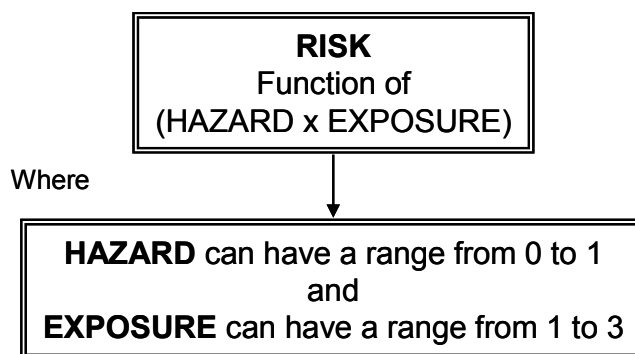 RISK
Function of
(HAZARD x EXPOSURE)
Where
HAZARD can have a range from 0 to 1
and
EXPOSURE can have a range from 1 to 3